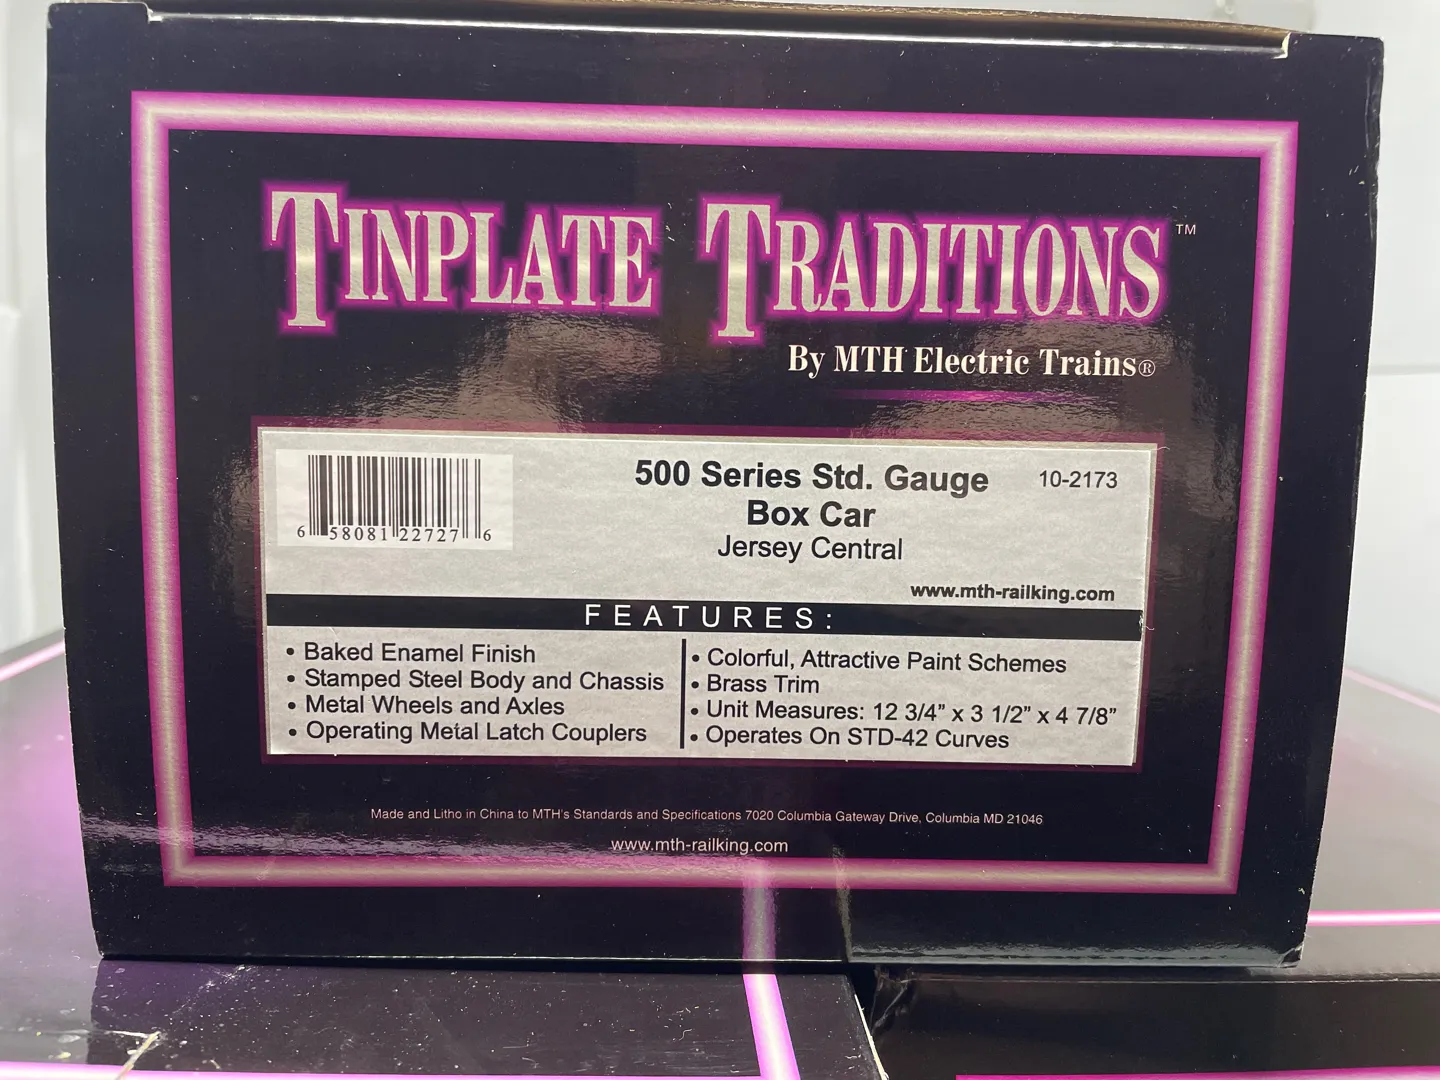 TINPLATE TRADITIONS™
By MTH Electric Trains®
500 Series Std. Gauge
10-2173
Box Car
Jersey Central
6 58081 22727 6
www.mth-railking.com
FEATURES:
• Baked Enamel Finish
• Stamped Steel Body and Chassis
• Metal Wheels and Axles
• Operating Metal Latch Couplers
• Colorful, Attractive Paint Schemes
• Brass Trim
• Unit Measures: 12 3/4” x 3 1/2” x 4 7/8”
• Operates On STD-42 Curves
Made and Litho in China to MTH's Standards and Specifications 7020 Columbia Gateway Drive, Columbia MD 21046
www.mth-railking.com